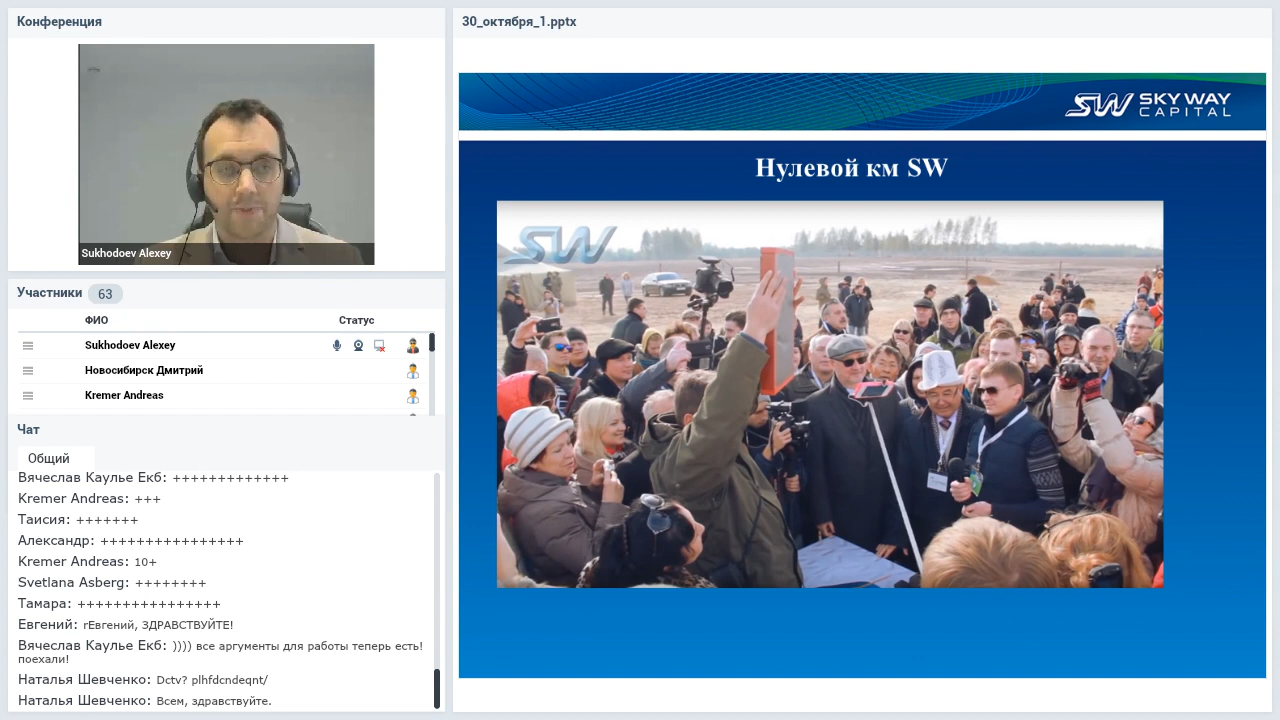 Конференция
Sukhodoev Alexey
Участники 63
ФИО Статус
Sukhodoev Alexey
Новосибирск Дмитрий
Kremer Andreas
Чат
Общий
Вячеслав Каулье Екб: +++++++++++++
Kremer Andreas: +++
Таисия: +++++++
Александр: ++++++++++++++++
Kremer Andreas: 10+
Svetlana Asberg: ++++++++
Тамара: ++++++++++++++++
Евгений: rЕвгений, ЗДРАВСТВУЙТЕ!
Вячеслав Каулье Екб: )))) все аргументы для работы теперь есть!
поехали!
Наталья Шевченко: Dctv? plhfdcndeqnt/
Наталья Шевченко: Всем, здравствуйте.
30_октября_1.pptx
SW SKY WAY
CAPITAL
Нулевой км SW
SW